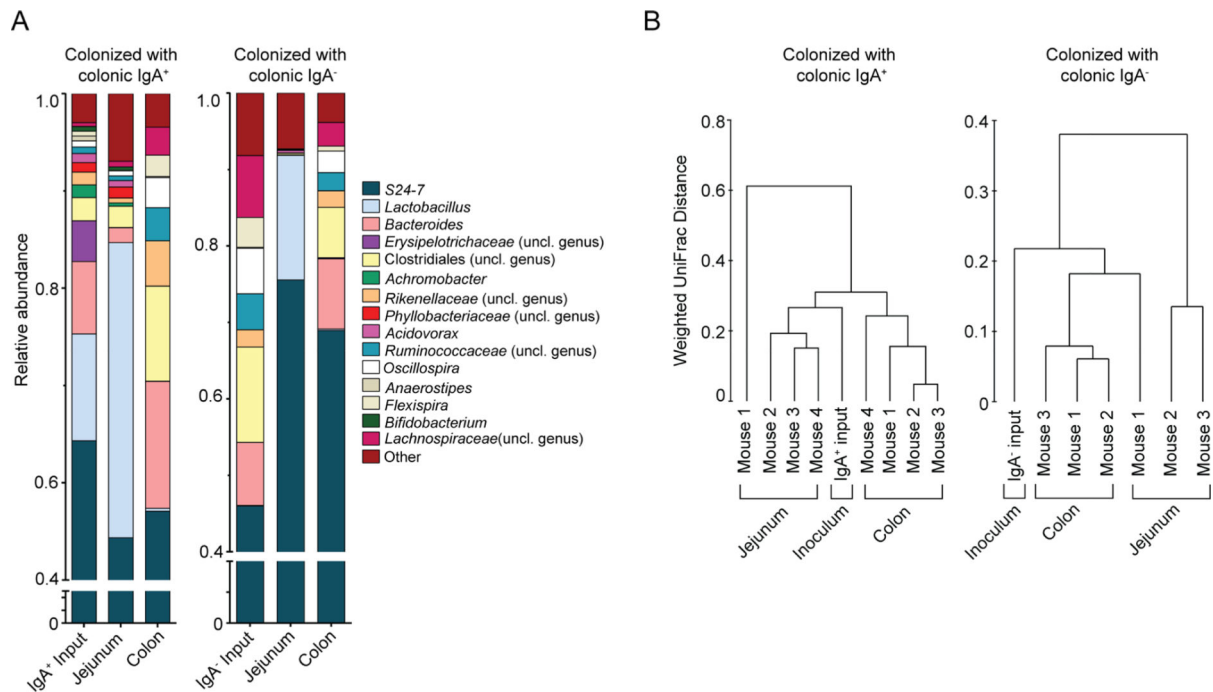 A
Colonized with
colonic IgA⁺
Colonized with
colonic IgA⁻
Relative abundance
1.0
0.8
0.6
0.4
0
IgA⁺ Input
Jejunum
Colon
1.0
0.8
0.6
0.4
0
IgA⁻ Input
Jejunum
Colon
S24-7
Lactobacillus
Bacteroides
Erysipelotrichaceae (uncl. genus)
Clostridiales (uncl. genus)
Achromobacter
Rikenellaceae (uncl. genus)
Phyllobacteriaceae (uncl. genus)
Acidovorax
Ruminococcaceae (uncl. genus)
Oscillospira
Anaerostipes
Flexispira
Bifidobacterium
Lachnospiraceae(uncl. genus)
Other
B
Colonized with
colonic IgA⁺
Weighted UniFrac Distance
0.8
0.6
0.4
0.2
0
Mouse 1
Mouse 2
Mouse 3
Mouse 4
IgA⁺ input
Mouse 4
Mouse 1
Mouse 2
Mouse 3
Jejunum
Inoculum
Colon
Colonized with
colonic IgA⁻
0.4
0.3
0.2
0.1
0
IgA⁻ input
Mouse 3
Mouse 1
Mouse 2
Mouse 1
Mouse 2
Mouse 3
Inoculum
Colon
Jejunum